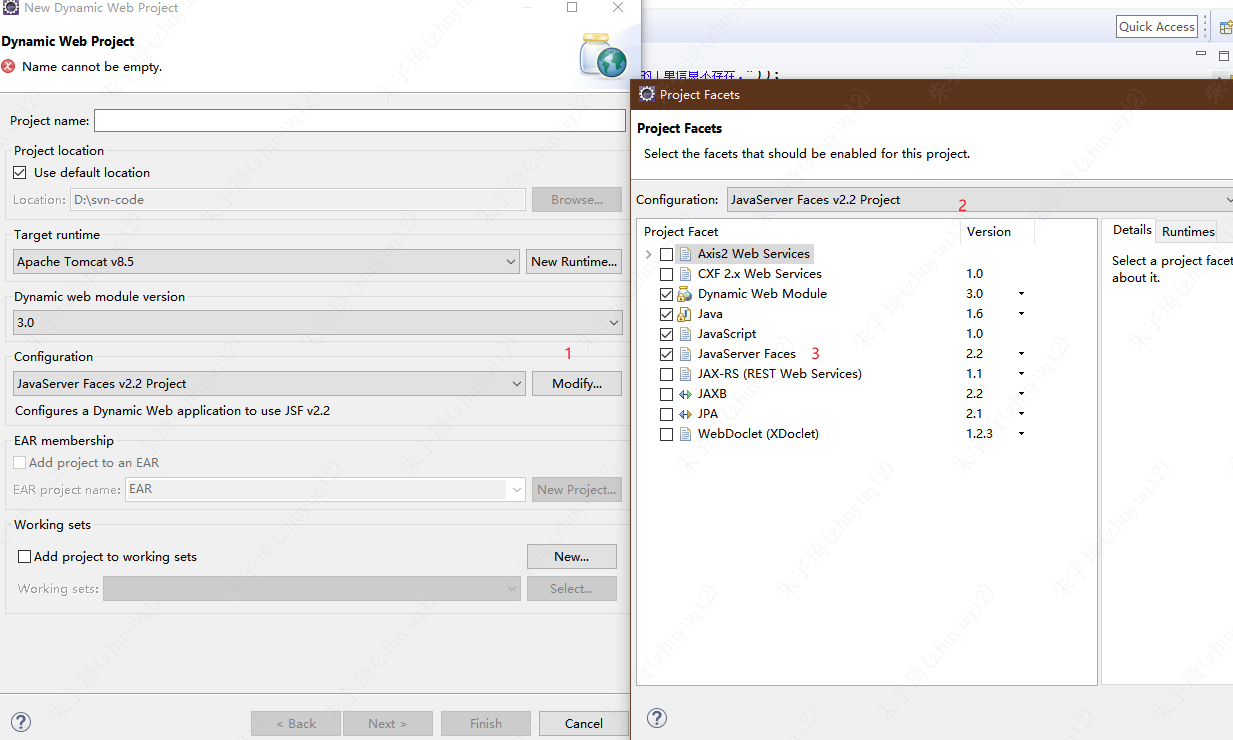 New Dynamic Web Project
Dynamic Web Project
Name cannot be empty.
Project name:
Project location
Use default location
Location: D:\svn-code Browse...
Target runtime
Apache Tomcat v8.5 New Runtime...
Dynamic web module version
3.0
Configuration 1
JavaServer Faces v2.2 Project Modify...
Configures a Dynamic Web application to use JSF v2.2
EAR membership
Add project to an EAR
EAR project name: EAR New Project...
Working sets
Add project to working sets New...
Working sets: Select...
< Back Next > Finish Cancel
Quick Access
Project Facets
Project Facets
Select the facets that should be enabled for this project.
Configuration: JavaServer Faces v2.2 Project 2
Project Facet Version
Axis2 Web Services
CXF 2.x Web Services 1.0
Dynamic Web Module 3.0
Java 1.6
JavaScript 1.0
JavaServer Faces 3 2.2
JAX-RS (REST Web Services) 1.1
JAXB 2.2
JPA 2.1
WebDoclet (XDoclet) 1.2.3
Details Runtimes
Select a project facet
about it.
朱宇琦(zhuyuqi2)